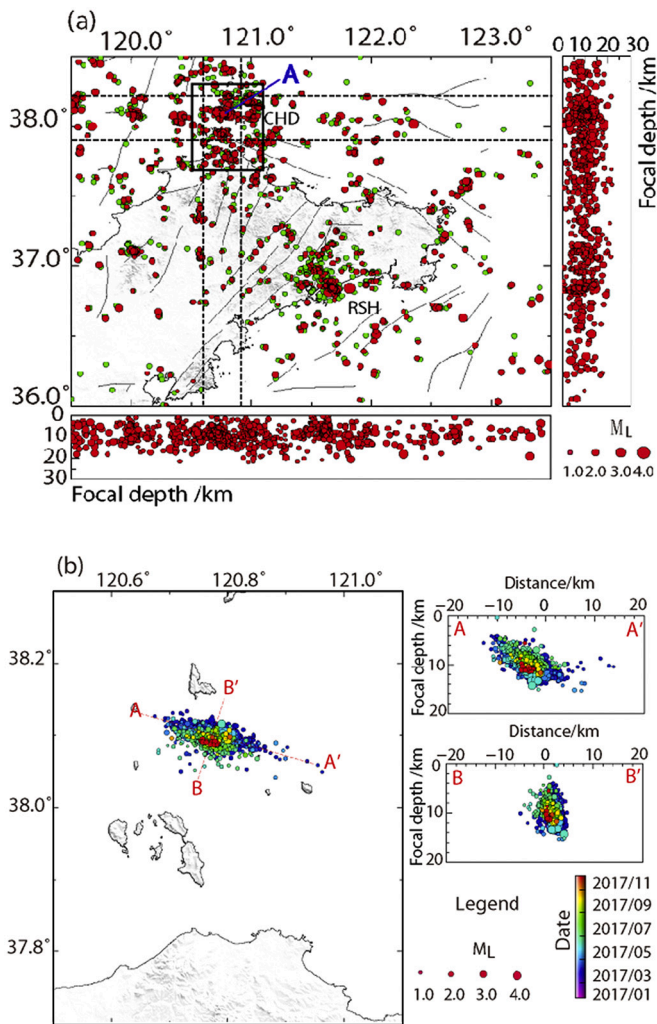 (a)
120.0° 121.0° 122.0° 123.0°
0 10 20 30
Focal depth /km
A
38.0°
CHD
37.0°
RSH
36.0°
0
10
20
30
Focal depth /km
ML
1.0 2.0 3.0 4.0
(b)
120.6° 120.8° 121.0°
38.2°
38.0°
37.8°
A
B'
B
A'
Distance/km
-20 -10 0 10 20
Focal depth /km
0
10
20
A A'
Distance/km
-20 -10 0 10 20
Focal depth /km
0
10
20
B B'
Legend
ML
1.0 2.0 3.0 4.0
Date
2017/11
2017/09
2017/07
2017/05
2017/03
2017/01